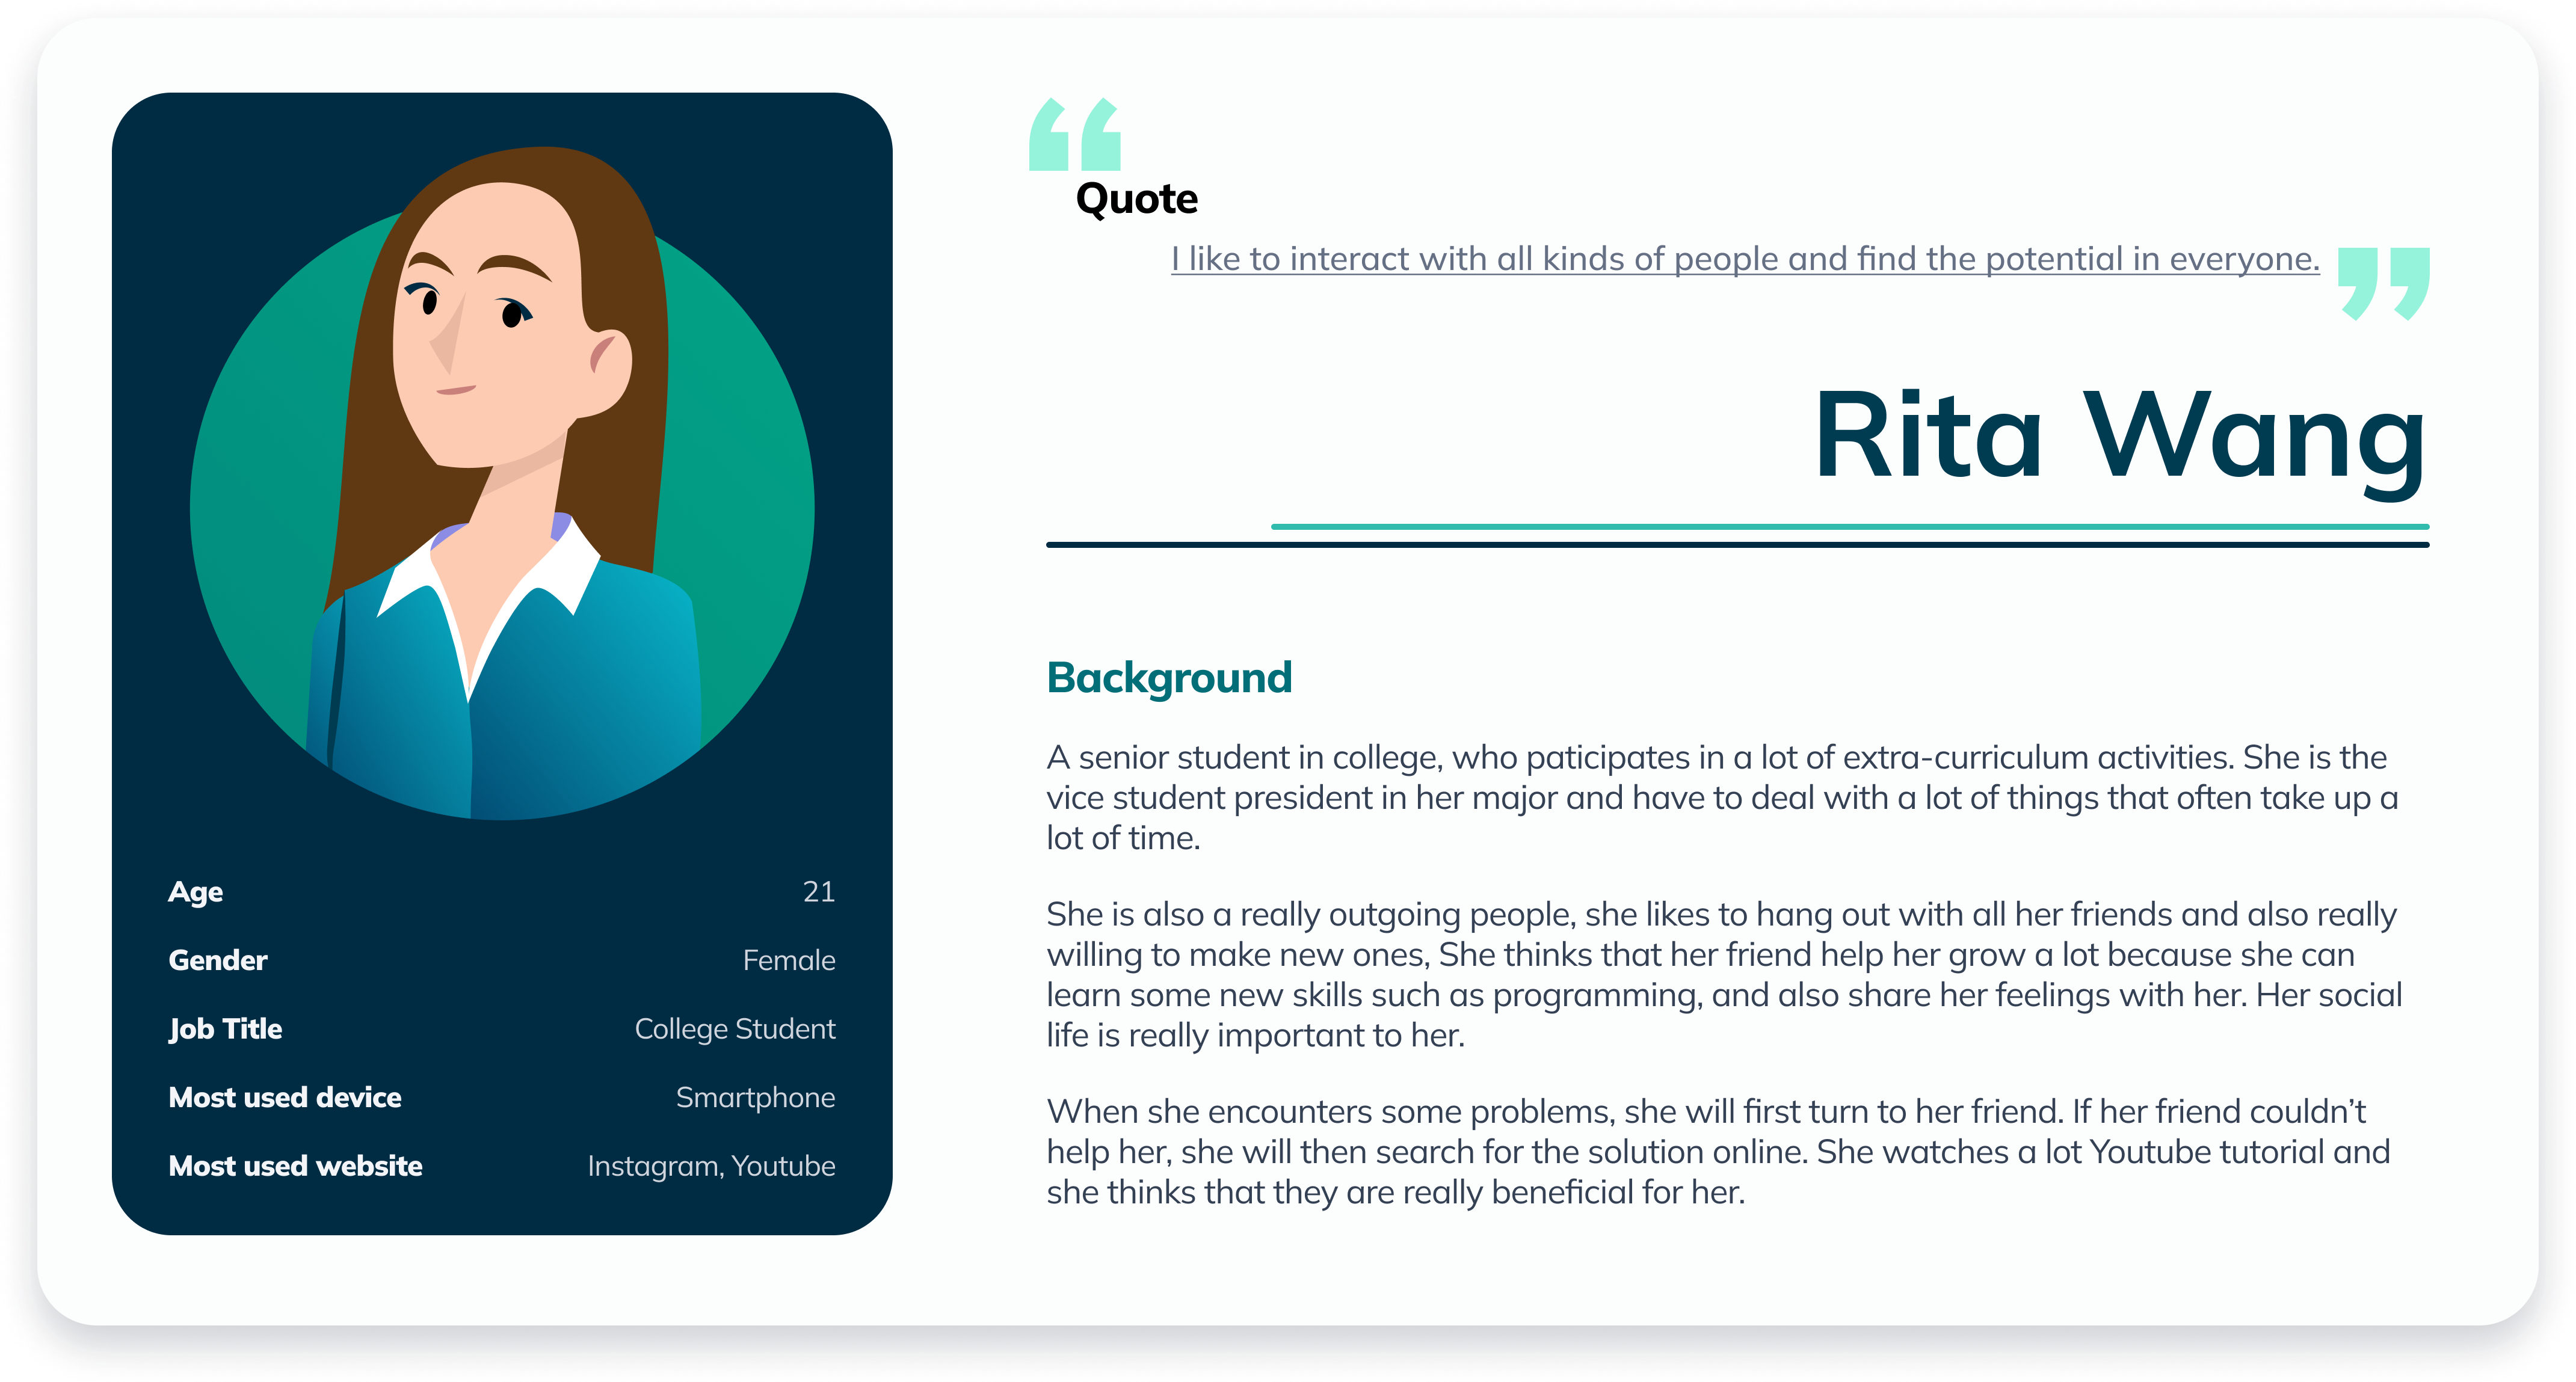 “
Quote
I like to interact with all kinds of people and find the potential in everyone.
”
Rita Wang
Background
A senior student in college, who paticipates in a lot of extra-curriculum activities. She is the
vice student president in her major and have to deal with a lot of things that often take up a
lot of time.
She is also a really outgoing people, she likes to hang out with all her friends and also really
willing to make new ones, She thinks that her friend help her grow a lot because she can
learn some new skills such as programming, and also share her feelings with her. Her social
life is really important to her.
When she encounters some problems, she will first turn to her friend. If her friend couldn’t
help her, she will then search for the solution online. She watches a lot Youtube tutorial and
she thinks that they are really beneficial for her.
Age 21
Gender Female
Job Title College Student
Most used device Smartphone
Most used website Instagram, Youtube